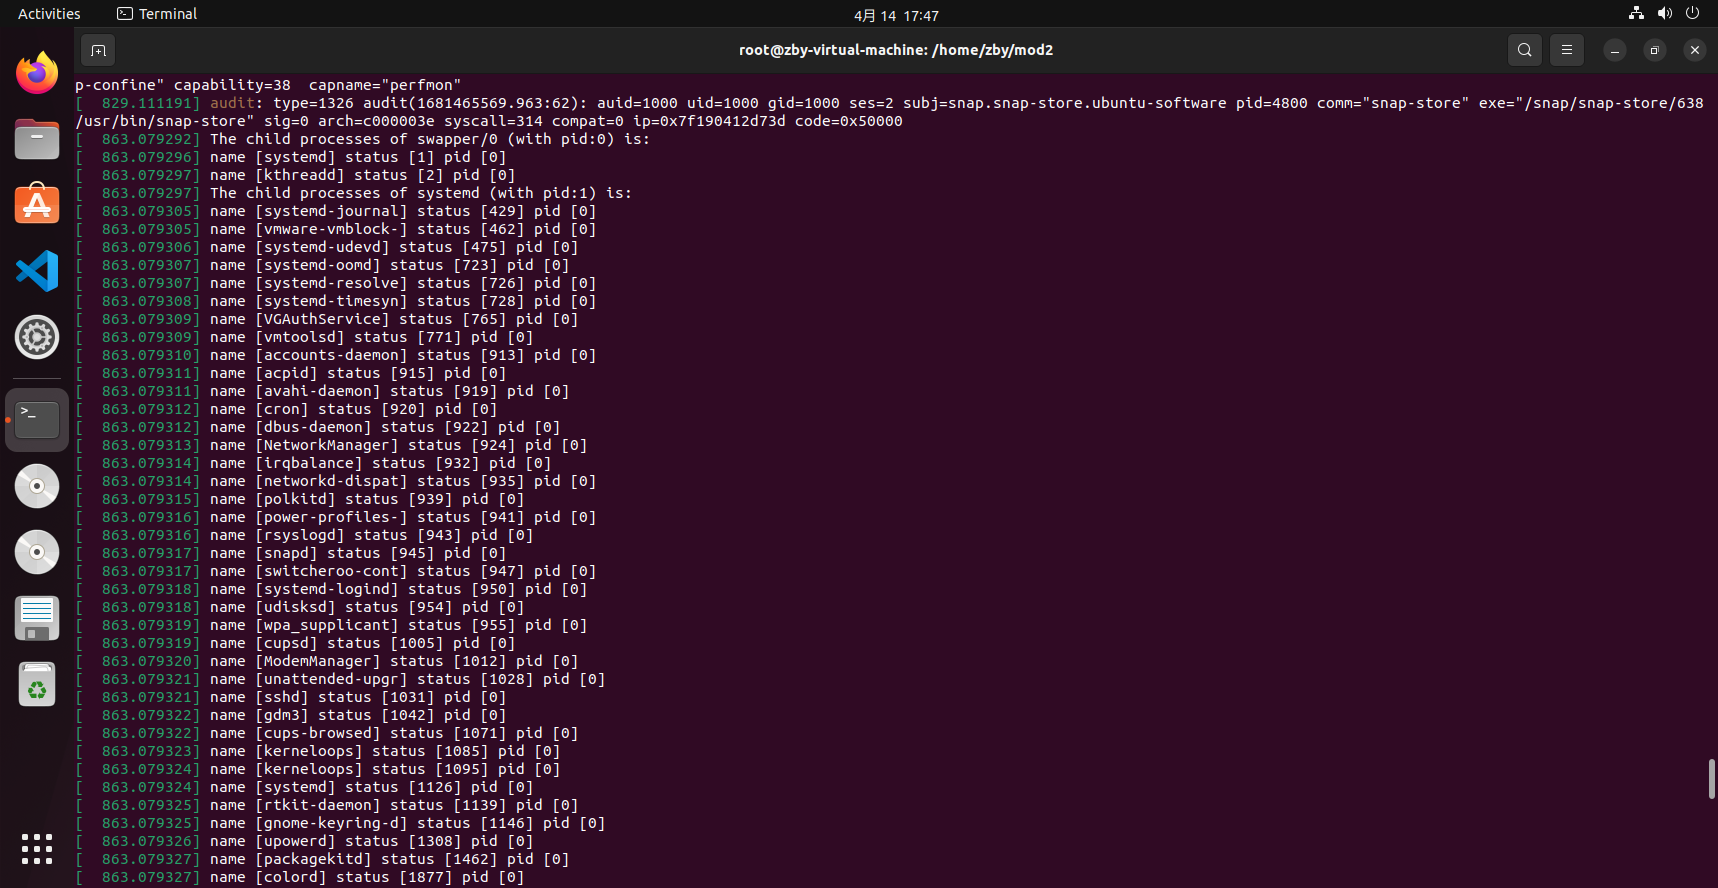 Activities
Terminal
4月 14 17:47
root@zby-virtual-machine: /home/zby/mod2
p-confine" capability=38  capname="perfmon"
[  829.111191] audit: type=1326 audit(1681465569.963:62): auid=1000 uid=1000 gid=1000 ses=2 subj=snap.snap-store.ubuntu-software pid=4800 comm="snap-store" exe="/snap/snap-store/638
/usr/bin/snap-store" sig=0 arch=c000003e syscall=314 compat=0 ip=0x7f190412d73d code=0x50000
[  863.079292] The child processes of swapper/0 (with pid:0) is:
[  863.079296] name [systemd] status [1] pid [0]
[  863.079297] name [kthreadd] status [2] pid [0]
[  863.079297] The child processes of systemd (with pid:1) is:
[  863.079305] name [systemd-journal] status [429] pid [0]
[  863.079305] name [vmware-vmblock-] status [462] pid [0]
[  863.079306] name [systemd-udevd] status [475] pid [0]
[  863.079307] name [systemd-oomd] status [723] pid [0]
[  863.079307] name [systemd-resolve] status [726] pid [0]
[  863.079308] name [systemd-timesyn] status [728] pid [0]
[  863.079309] name [VGAuthService] status [765] pid [0]
[  863.079309] name [vmtoolsd] status [771] pid [0]
[  863.079310] name [accounts-daemon] status [913] pid [0]
[  863.079311] name [acpid] status [915] pid [0]
[  863.079311] name [avahi-daemon] status [919] pid [0]
[  863.079312] name [cron] status [920] pid [0]
[  863.079312] name [dbus-daemon] status [922] pid [0]
[  863.079313] name [NetworkManager] status [924] pid [0]
[  863.079314] name [irqbalance] status [932] pid [0]
[  863.079314] name [networkd-dispat] status [935] pid [0]
[  863.079315] name [polkitd] status [939] pid [0]
[  863.079316] name [power-profiles-] status [941] pid [0]
[  863.079316] name [rsyslogd] status [943] pid [0]
[  863.079317] name [snapd] status [945] pid [0]
[  863.079317] name [switcheroo-cont] status [947] pid [0]
[  863.079318] name [systemd-logind] status [950] pid [0]
[  863.079318] name [udisksd] status [954] pid [0]
[  863.079319] name [wpa_supplicant] status [955] pid [0]
[  863.079319] name [cupsd] status [1005] pid [0]
[  863.079320] name [ModemManager] status [1012] pid [0]
[  863.079321] name [unattended-upgr] status [1028] pid [0]
[  863.079321] name [sshd] status [1031] pid [0]
[  863.079322] name [gdm3] status [1042] pid [0]
[  863.079322] name [cups-browsed] status [1071] pid [0]
[  863.079323] name [kerneloops] status [1085] pid [0]
[  863.079324] name [kerneloops] status [1095] pid [0]
[  863.079324] name [systemd] status [1126] pid [0]
[  863.079325] name [rtkit-daemon] status [1139] pid [0]
[  863.079325] name [gnome-keyring-d] status [1146] pid [0]
[  863.079326] name [upowerd] status [1308] pid [0]
[  863.079327] name [packagekitd] status [1462] pid [0]
[  863.079327] name [colord] status [1877] pid [0]